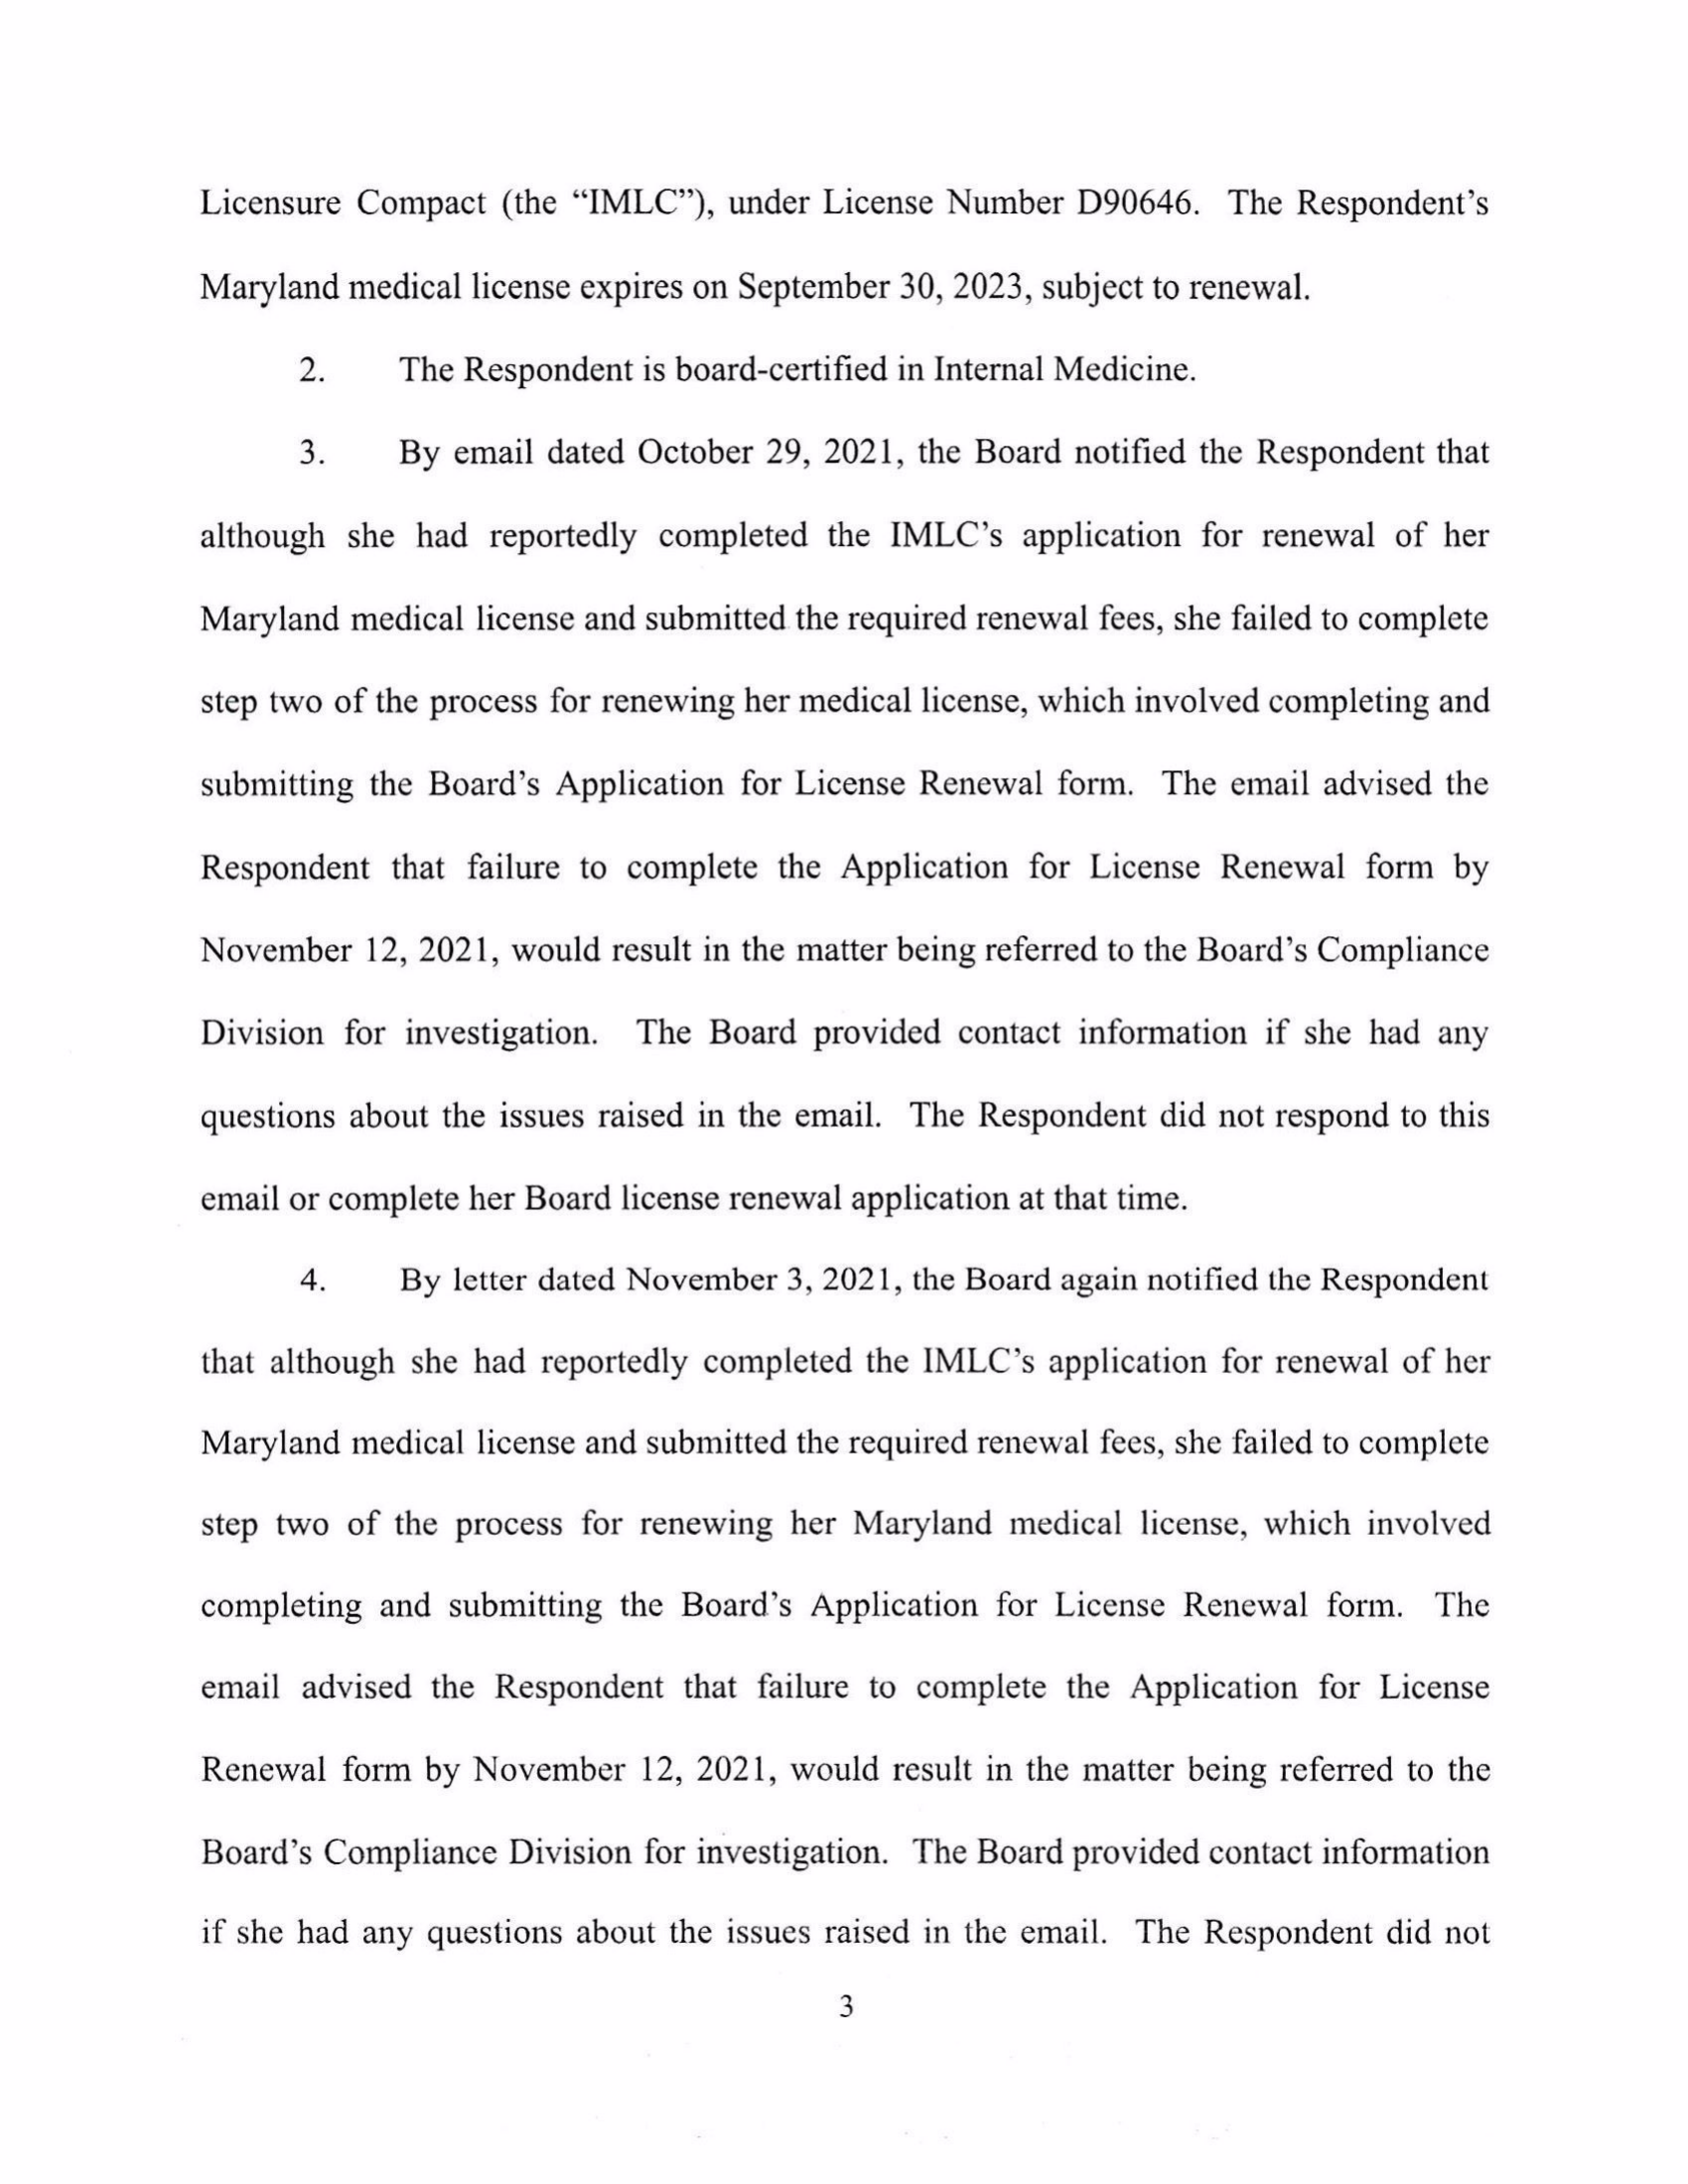 Licensure Compact (the “IMLC”), under License Number D90646. The Respondent’s
Maryland medical license expires on September 30, 2023, subject to renewal.
2. The Respondent is board-certified in Internal Medicine.
3. By email dated October 29, 2021, the Board notified the Respondent that
although she had reportedly completed the IMLC’s application for renewal of her
Maryland medical license and submitted the required renewal fees, she failed to complete
step two of the process for renewing her medical license, which involved completing and
submitting the Board’s Application for License Renewal form. The email advised the
Respondent that failure to complete the Application for License Renewal form by
November 12, 2021, would result in the matter being referred to the Board’s Compliance
Division for investigation. The Board provided contact information if she had any
questions about the issues raised in the email. The Respondent did not respond to this
email or complete her Board license renewal application at that time.
4. By letter dated November 3, 2021, the Board again notified the Respondent
that although she had reportedly completed the IMLC’s application for renewal of her
Maryland medical license and submitted the required renewal fees, she failed to complete
step two of the process for renewing her Maryland medical license, which involved
completing and submitting the Board’s Application for License Renewal form. The
email advised the Respondent that failure to complete the Application for License
Renewal form by November 12, 2021, would result in the matter being referred to the
Board’s Compliance Division for investigation. The Board provided contact information
if she had any questions about the issues raised in the email. The Respondent did not
3